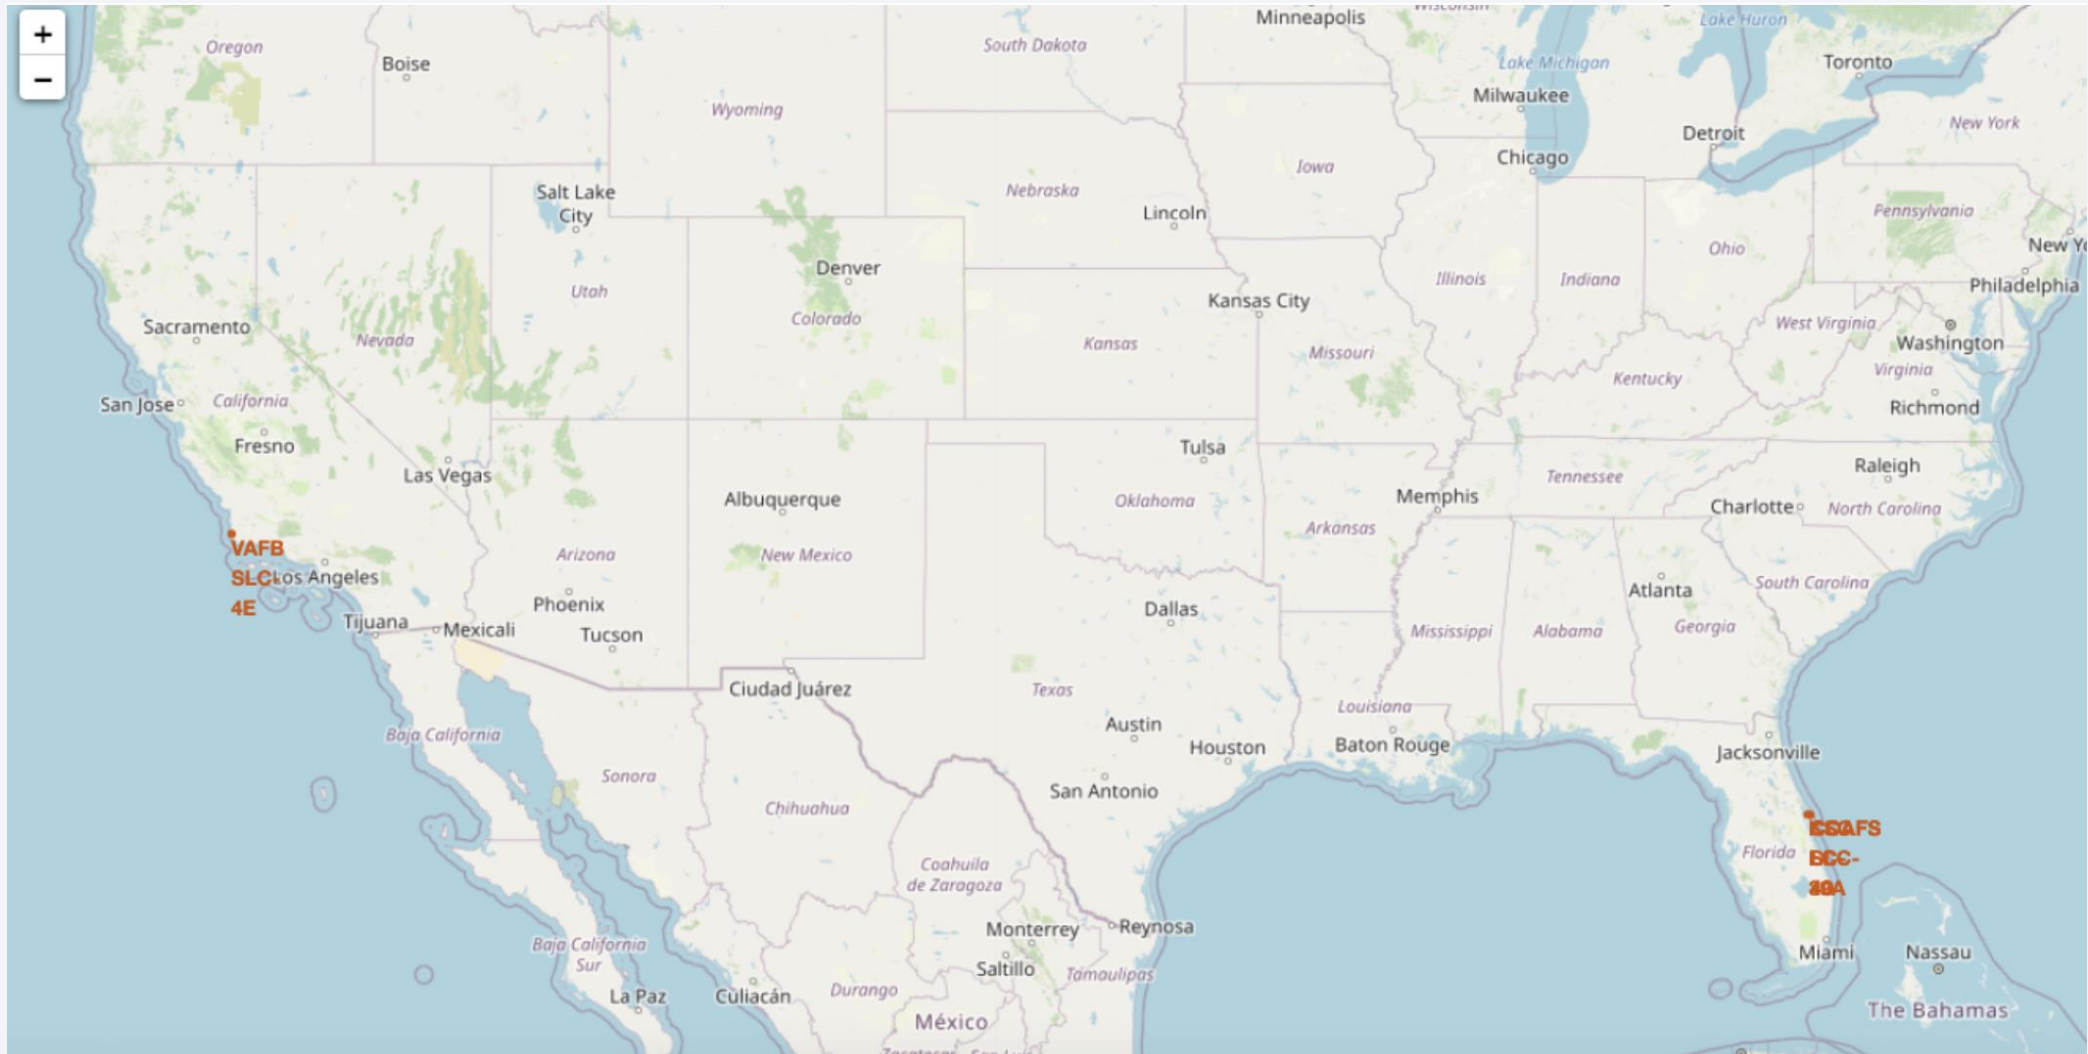 +
−
Oregon
Boise
South Dakota
Minneapolis
Wisconsin
Lake Huron
Lake Michigan
Toronto
Wyoming
Milwaukee
New York
Detroit
Chicago
Iowa
Salt Lake
City
Nebraska
Lincoln
Pennsylvania
Ohio
New Yo
Denver
Utah
Illinois
Indiana
Philadelphia
Kansas City
Colorado
Sacramento
Nevada
Kansas
Missouri
West Virginia
Washington
Kentucky
Virginia
San Jose
California
Richmond
Fresno
Las Vegas
Tulsa
Raleigh
Albuquerque
Oklahoma
Memphis
Tennessee
Charlotte
North Carolina
Arkansas
VAFB
SLC-
4E
Los Angeles
Arizona
New Mexico
Phoenix
Dallas
Atlanta
South Carolina
Tijuana
Mexicali
Tucson
Mississippi
Alabama
Georgia
Ciudad Juárez
Texas
Louisiana
Baja California
Austin
Houston
Baton Rouge
Jacksonville
Sonora
Chihuahua
San Antonio
Florida
Coahuila
de Zaragoza
Monterrey
Reynosa
Baja California
Sur
Saltillo
Tamaulipas
Miami
Nassau
La Paz
Culiacán
Durango
México
The Bahamas